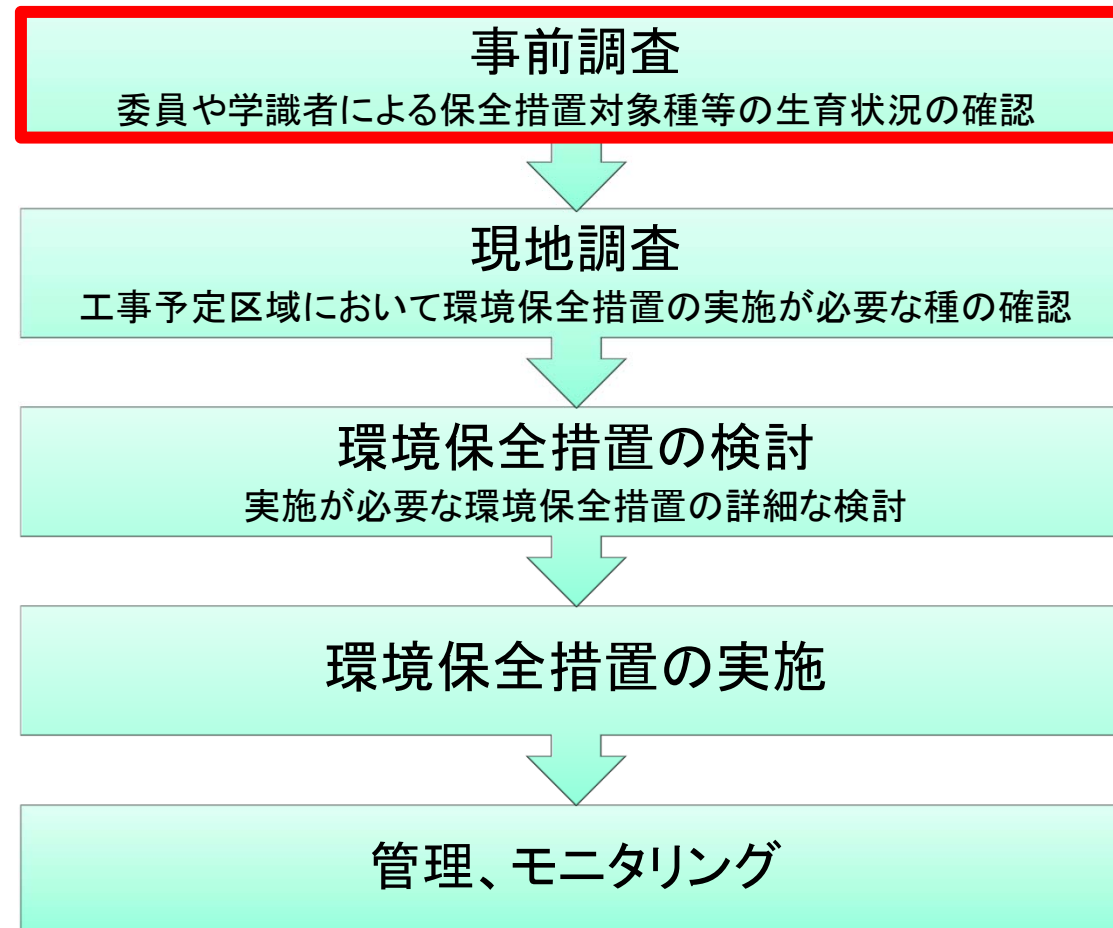 事前調査
委員や学識者による保全措置対象種等の生育状況の確認
現地調査
工事予定区域において環境保全措置の実施が必要な種の確認
環境保全措置の検討
実施が必要な環境保全措置の詳細な検討
環境保全措置の実施
管理、モニタリング